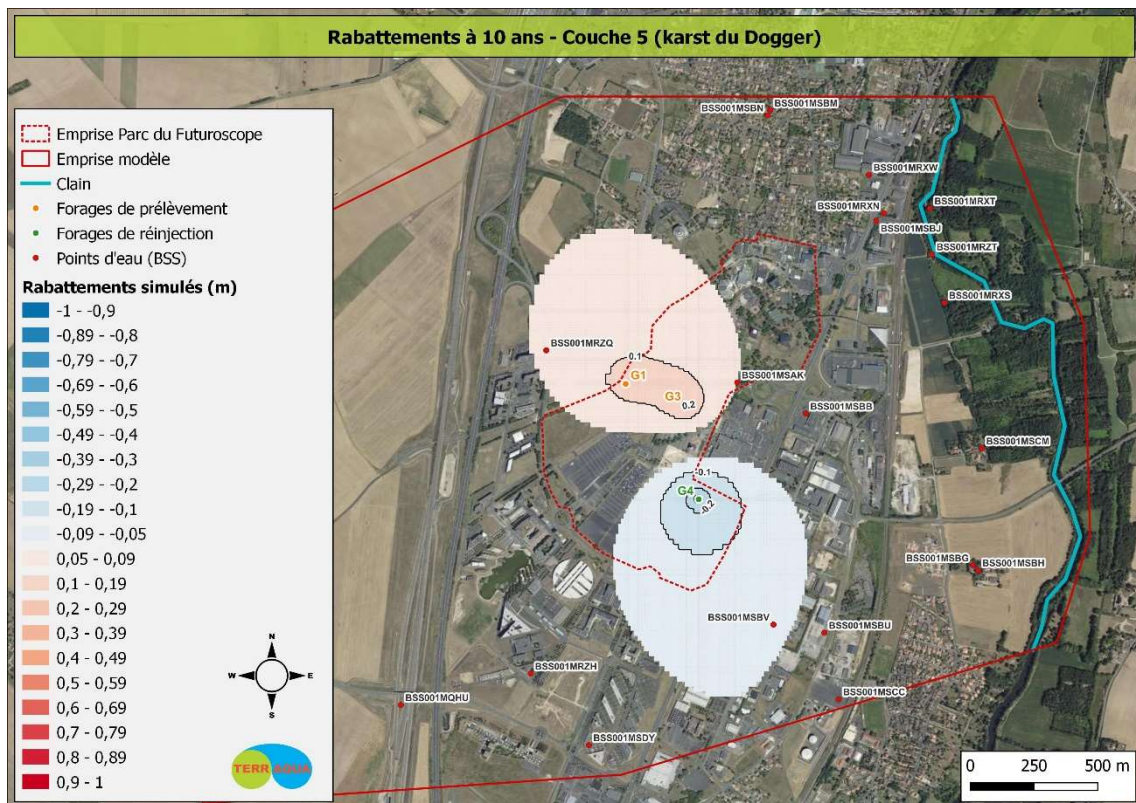 Rabattements à 10 ans - Couche 5 (karst du Dogger)
Emprise Parc du Futuroscope
Emprise modèle
Clain
Forages de prélèvement
Forages de réinjection
Points d'eau (BSS)
Rabattements simulés (m)
-1 - -0,9
-0,89 - -0,8
-0,79 - -0,7
-0,69 - -0,6
-0,59 - -0,5
-0,49 - -0,4
-0,39 - -0,3
-0,29 - -0,2
-0,19 - -0,1
-0,09 - -0,05
0,05 - 0,09
0,1 - 0,19
0,2 - 0,29
0,3 - 0,39
0,4 - 0,49
0,5 - 0,59
0,6 - 0,69
0,7 - 0,79
0,8 - 0,89
0,9 - 1
N
W E
S
TERR AQUA
BSS001MSBN
BSS001MSBM
BSS001MRXW
BSS001MRXN
BSS001MRXT
BSS001MSBJ
BSS001MRZT
BSS001MRXS
BSS001MRZQ
0.1
G1
BSS001MSAK
G3
0.2
BSS001MSBB
BSS001MSCM
-0.1
G4
-0.2
BSS001MSBG
BSS001MSBH
BSS001MSBV
BSS001MSBU
BSS001MRZH
BSS001MQHU
BSS001MSCC
BSS001MSDY
0 250 500 m